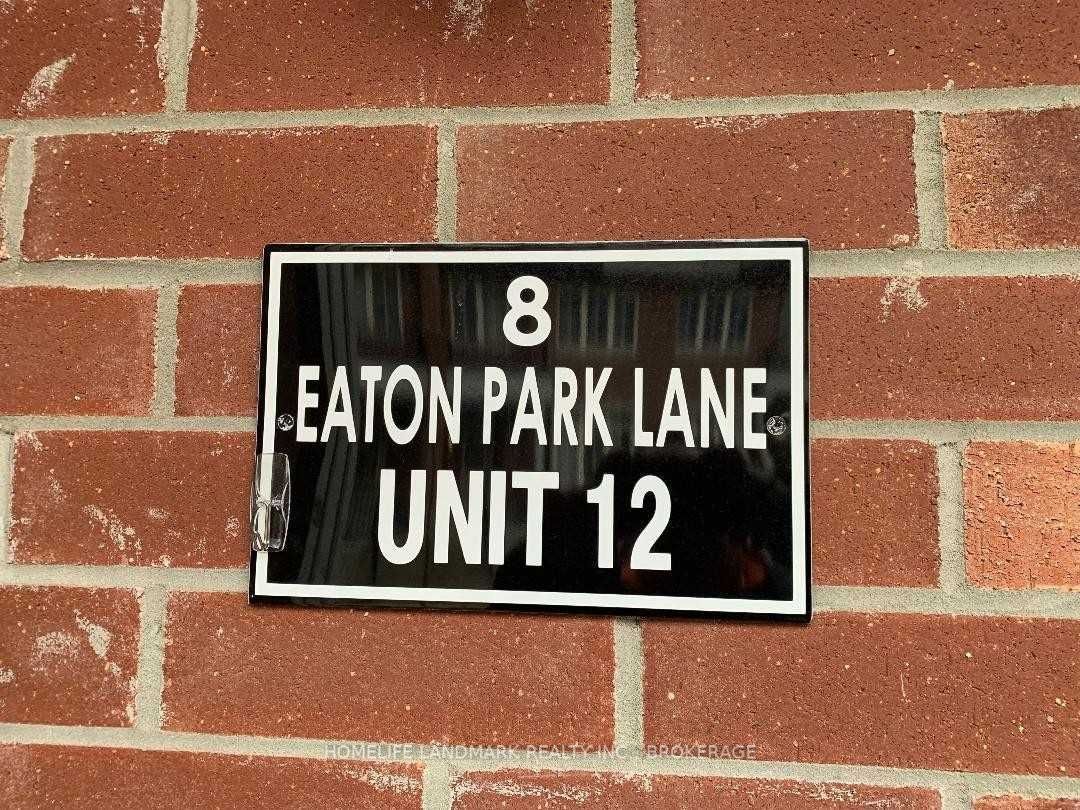 8
EATON PARK LANE
UNIT 12
HOMELIFE LANDMARK REALTY INC., BROKERAGE